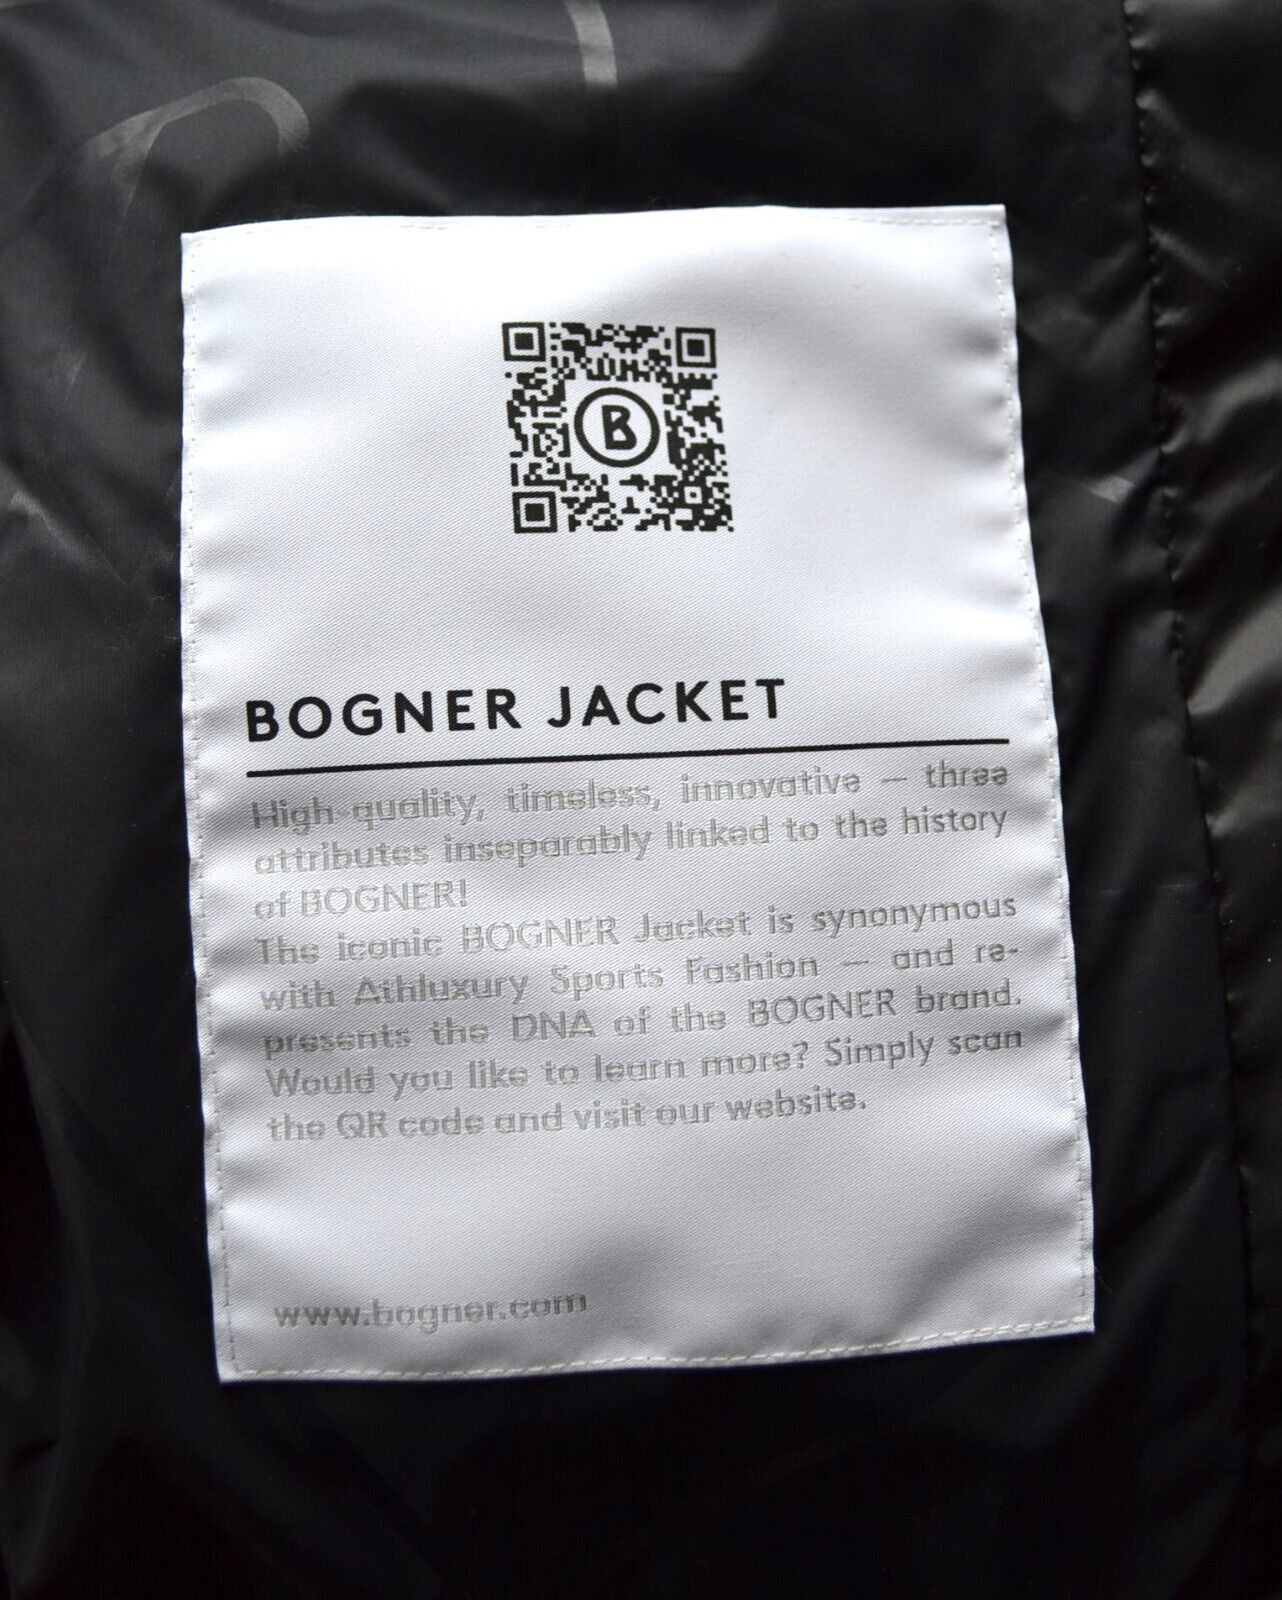 B
BOGNER JACKET
High-quality, timeless, innovative — three
attributes inseparably linked to the history
of BOGNER!
The iconic BOGNER Jacket is synonymous
with Athluxury Sports Fashion — and re-
presents the DNA of the BOGNER brand.
Would you like to learn more? Simply scan
the QR code and visit our website.
www.bogner.com